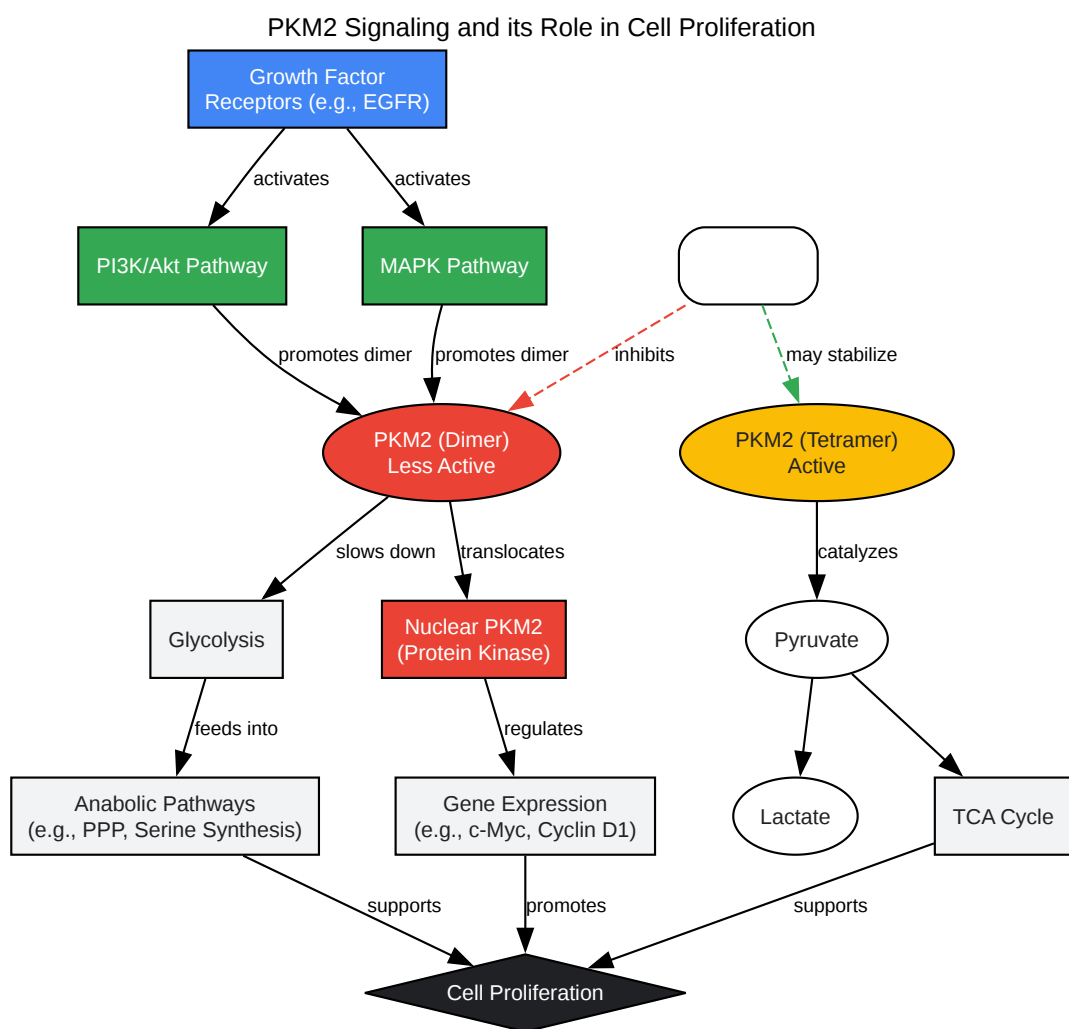 PKM2 Signaling and its Role in Cell Proliferation
Growth Factor
Receptors (e.g., EGFR)
activates
activates
PI3K/Akt Pathway
MAPK Pathway
promotes dimer
promotes dimer
inhibits
may stabilize
PKM2 (Dimer)
Less Active
PKM2 (Tetramer)
Active
slows down
translocates
catalyzes
Glycolysis
Nuclear PKM2
(Protein Kinase)
Pyruvate
feeds into
regulates
Anabolic Pathways
(e.g., PPP, Serine Synthesis)
Gene Expression
(e.g., c-Myc, Cyclin D1)
Lactate
TCA Cycle
supports
promotes
supports
Cell Proliferation